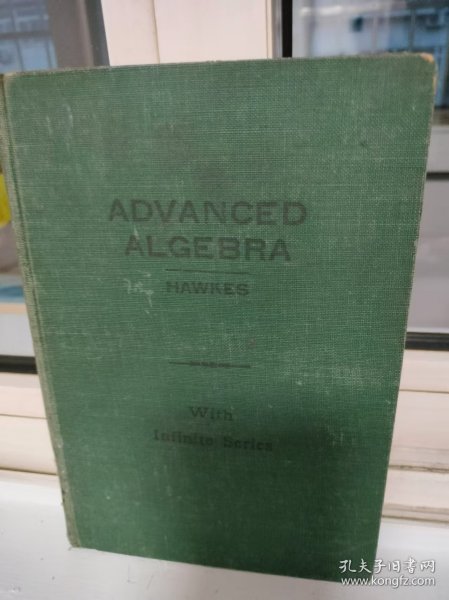 ADVANCED
ALGEBRA
HAWKES
With
Infinite Series
孔夫子旧书网
www.kongfz.com